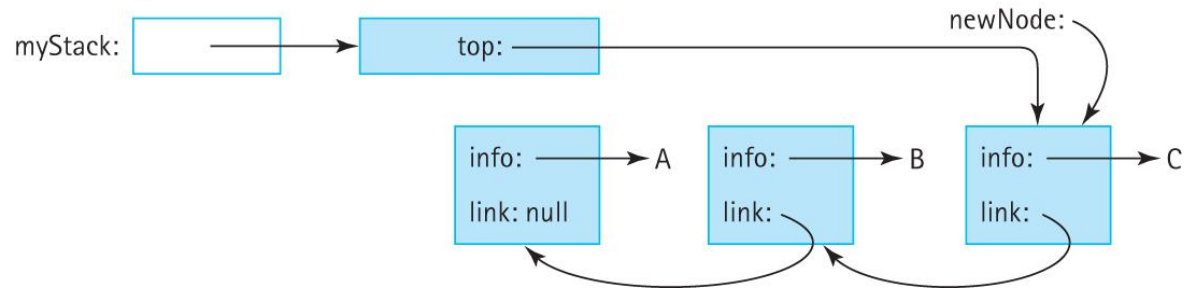 newNode:
myStack: top:
info: A info: B info: C
link: null link: link: